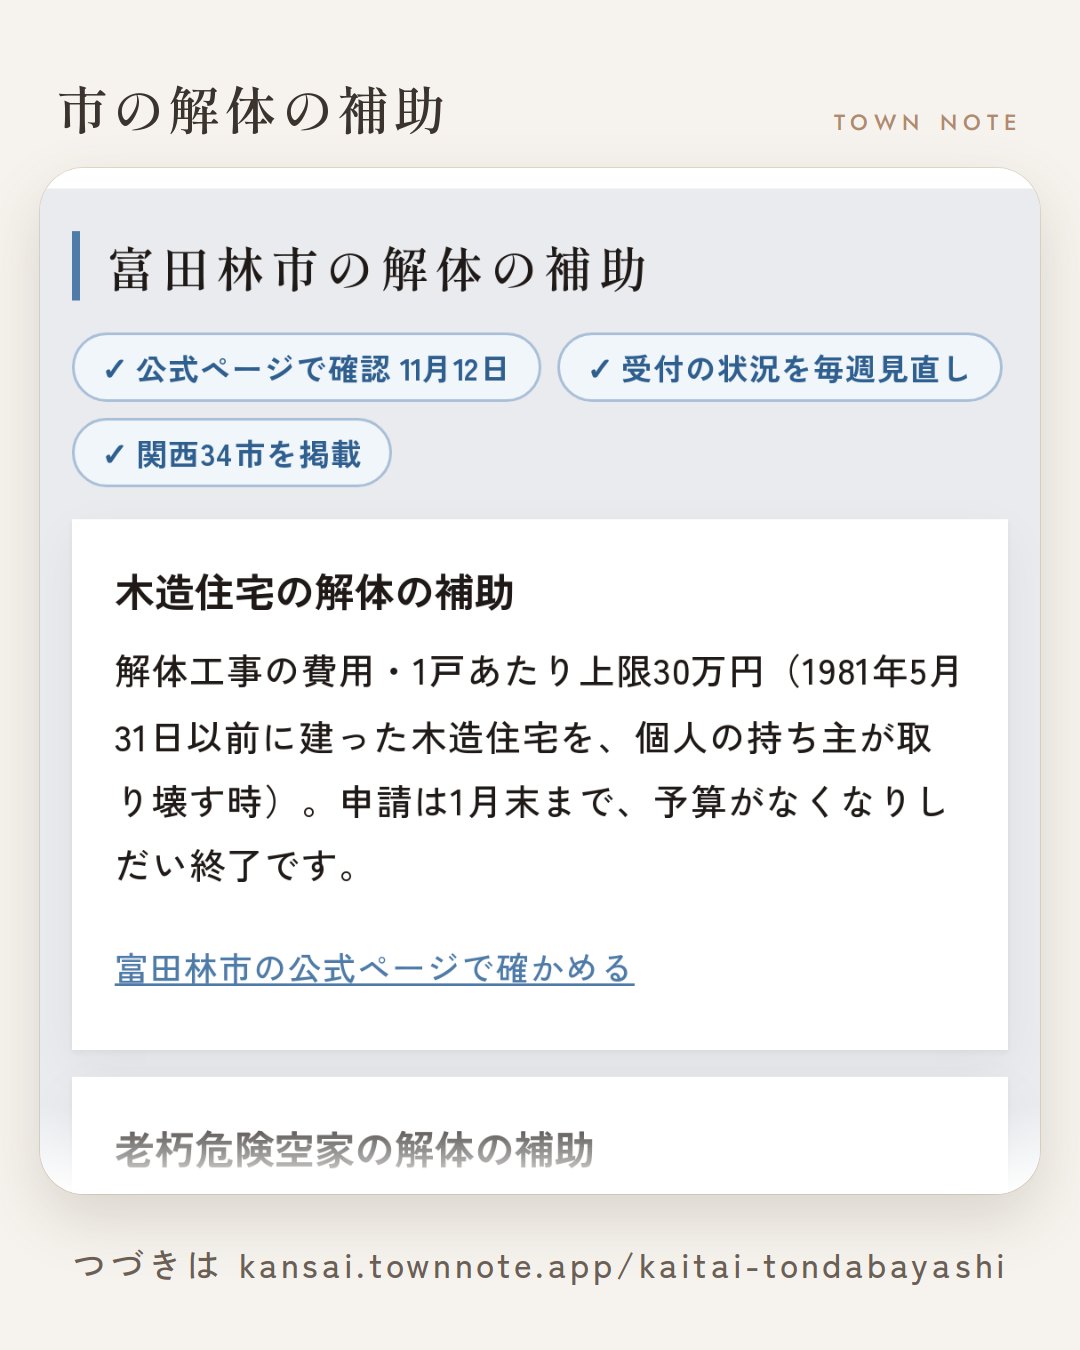 市の解体の補助
TOWN NOTE
富田林市の解体の補助
✓ 公式ページで確認 11月12日
✓ 受付の状況を毎週見直し
✓ 関西34市を掲載
木造住宅の解体の補助
解体工事の費用・1戸あたり上限30万円（1981年5月
31日以前に建った木造住宅を、個人の持ち主が取
り壊す時）。申請は1月末まで、予算がなくなりし
だい終了です。
富田林市の公式ページで確かめる
老朽危険空家の解体の補助
つづきは kansai.townnote.app/kaitai-tondabayashi